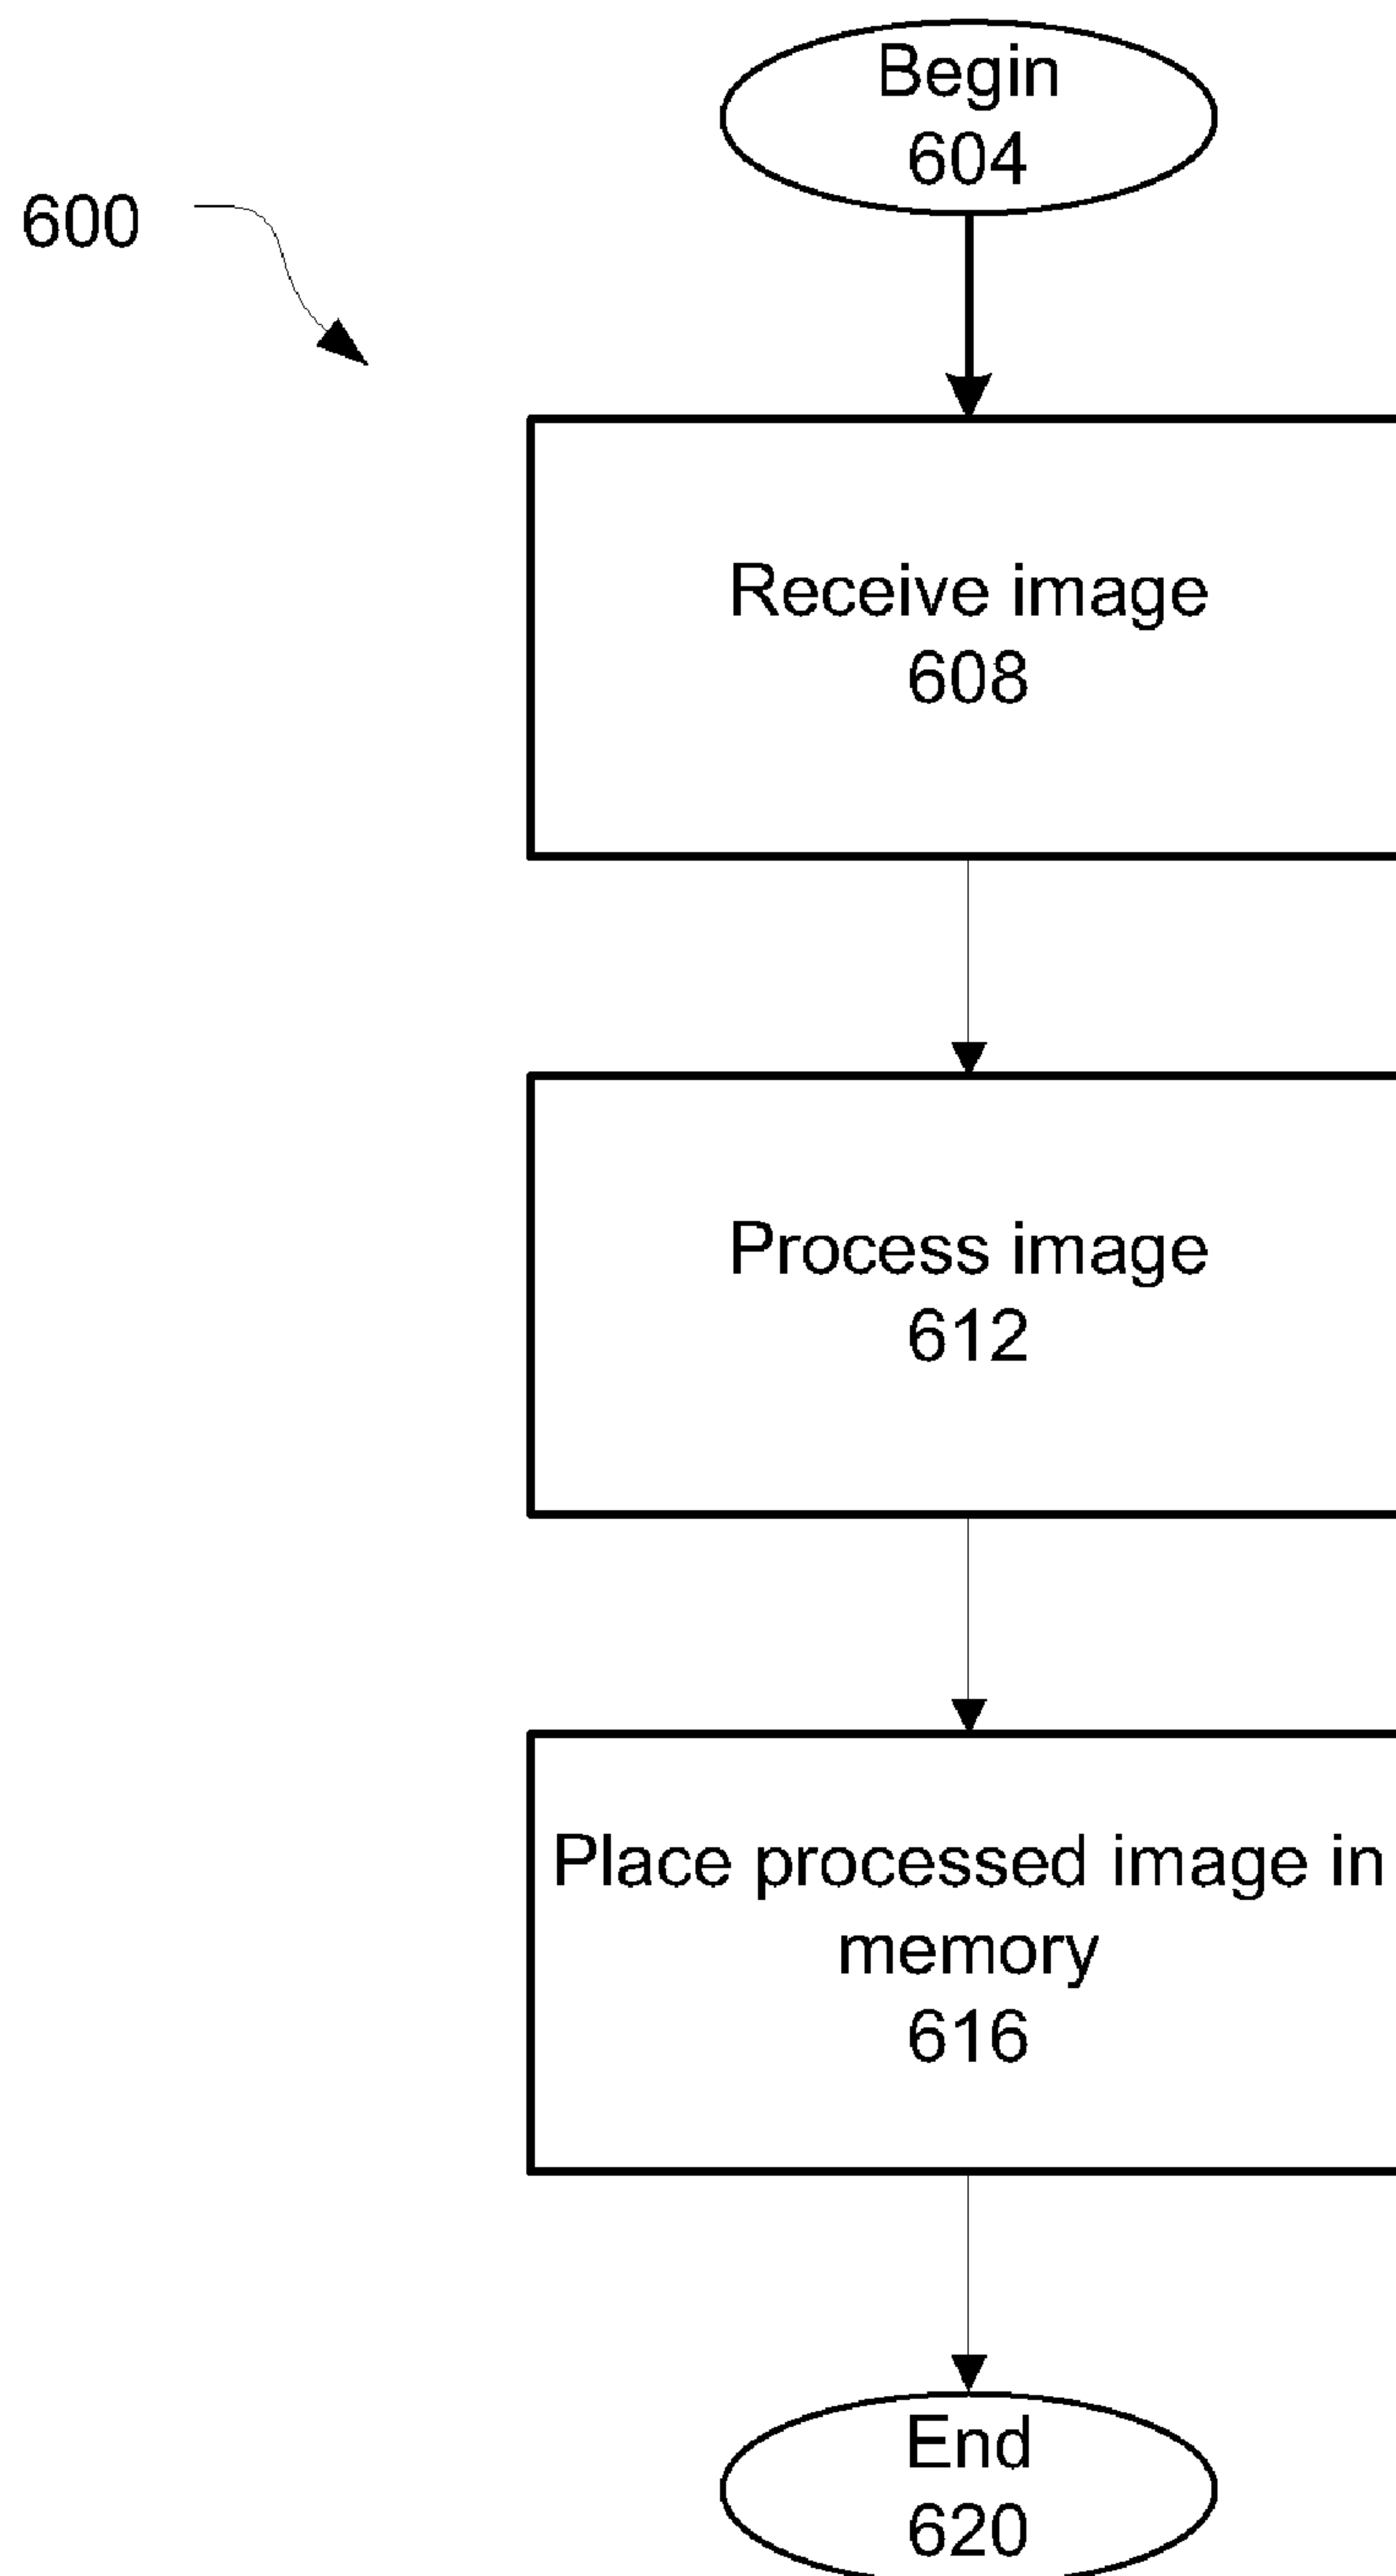 Begin
604
600
Receive image
608
Process image
612
Place processed image in
memory
616
End
620